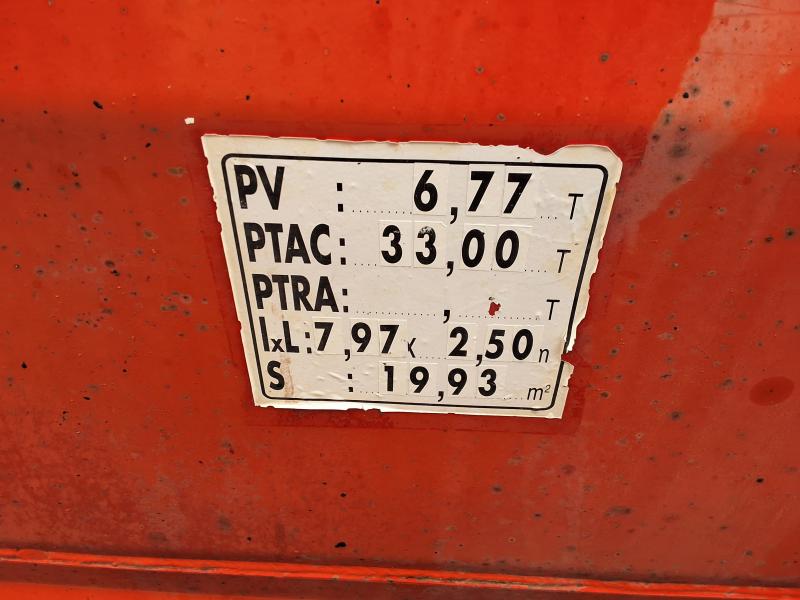 PV : 6,77 T
PTAC: 33,00 T
PTRA: , T
lxL: 7,97 x 2,50 m
S : 19,93 m²